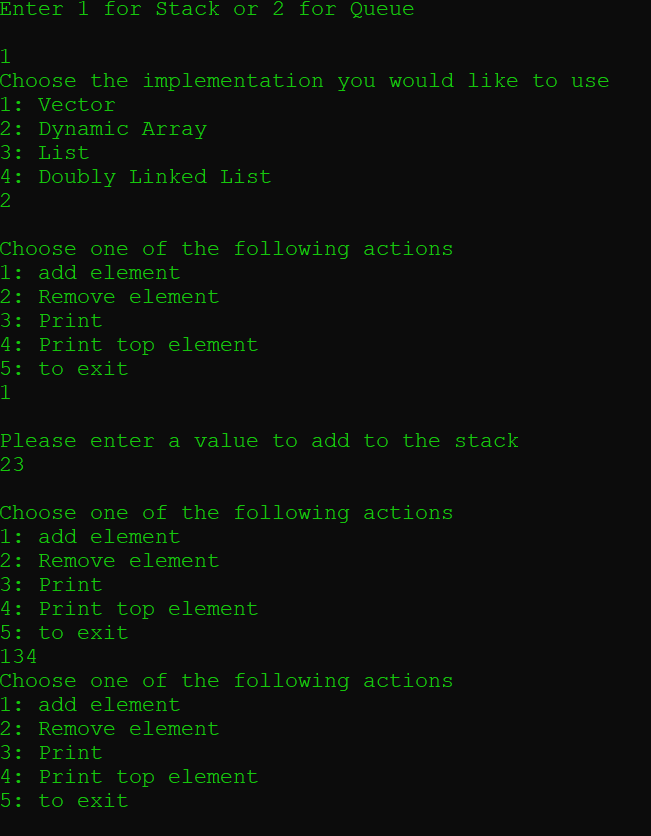 Enter 1 for Stack or 2 for Queue
1
Choose the implementation you would like to use
1: Vector
2: Dynamic Array
3: List
4: Doubly Linked List
2
Choose one of the following actions
1: add element
2: Remove element
3: Print
4: Print top element
5: to exit
1
Please enter a value to add to the stack
23
Choose one of the following actions
1: add element
2: Remove element
3: Print
4: Print top element
5: to exit
134
Choose one of the following actions
1: add element
2: Remove element
3: Print
4: Print top element
5: to exit